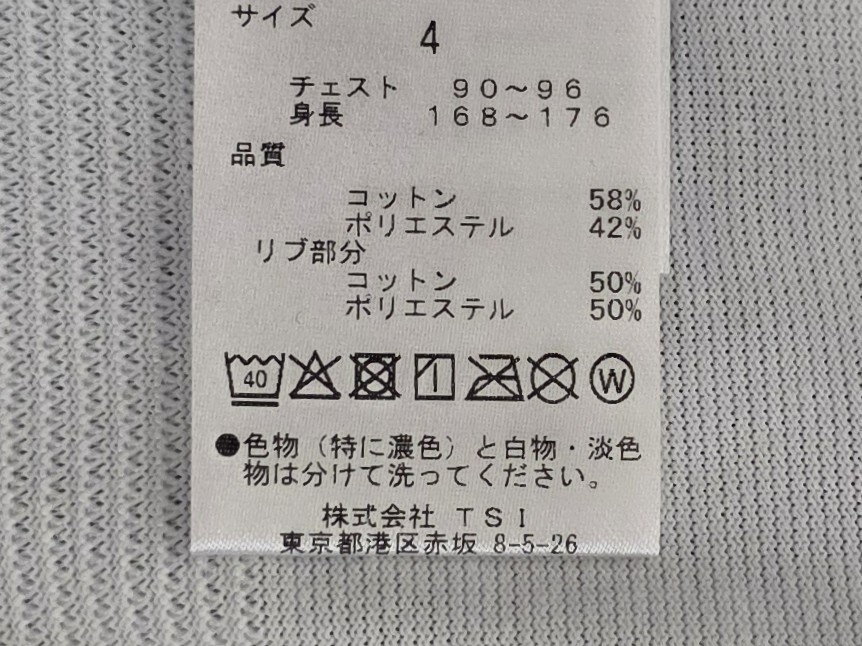 サイズ
4
チェスト 90～96
身長 168～176
品質
コットン 58%
ポリエステル 42%
リブ部分
コットン 50%
ポリエステル 50%
40 W
●色物（特に濃色）と白物・淡色
物は分けて洗ってください。
株式会社 TSI
東京都港区赤坂 8-5-26